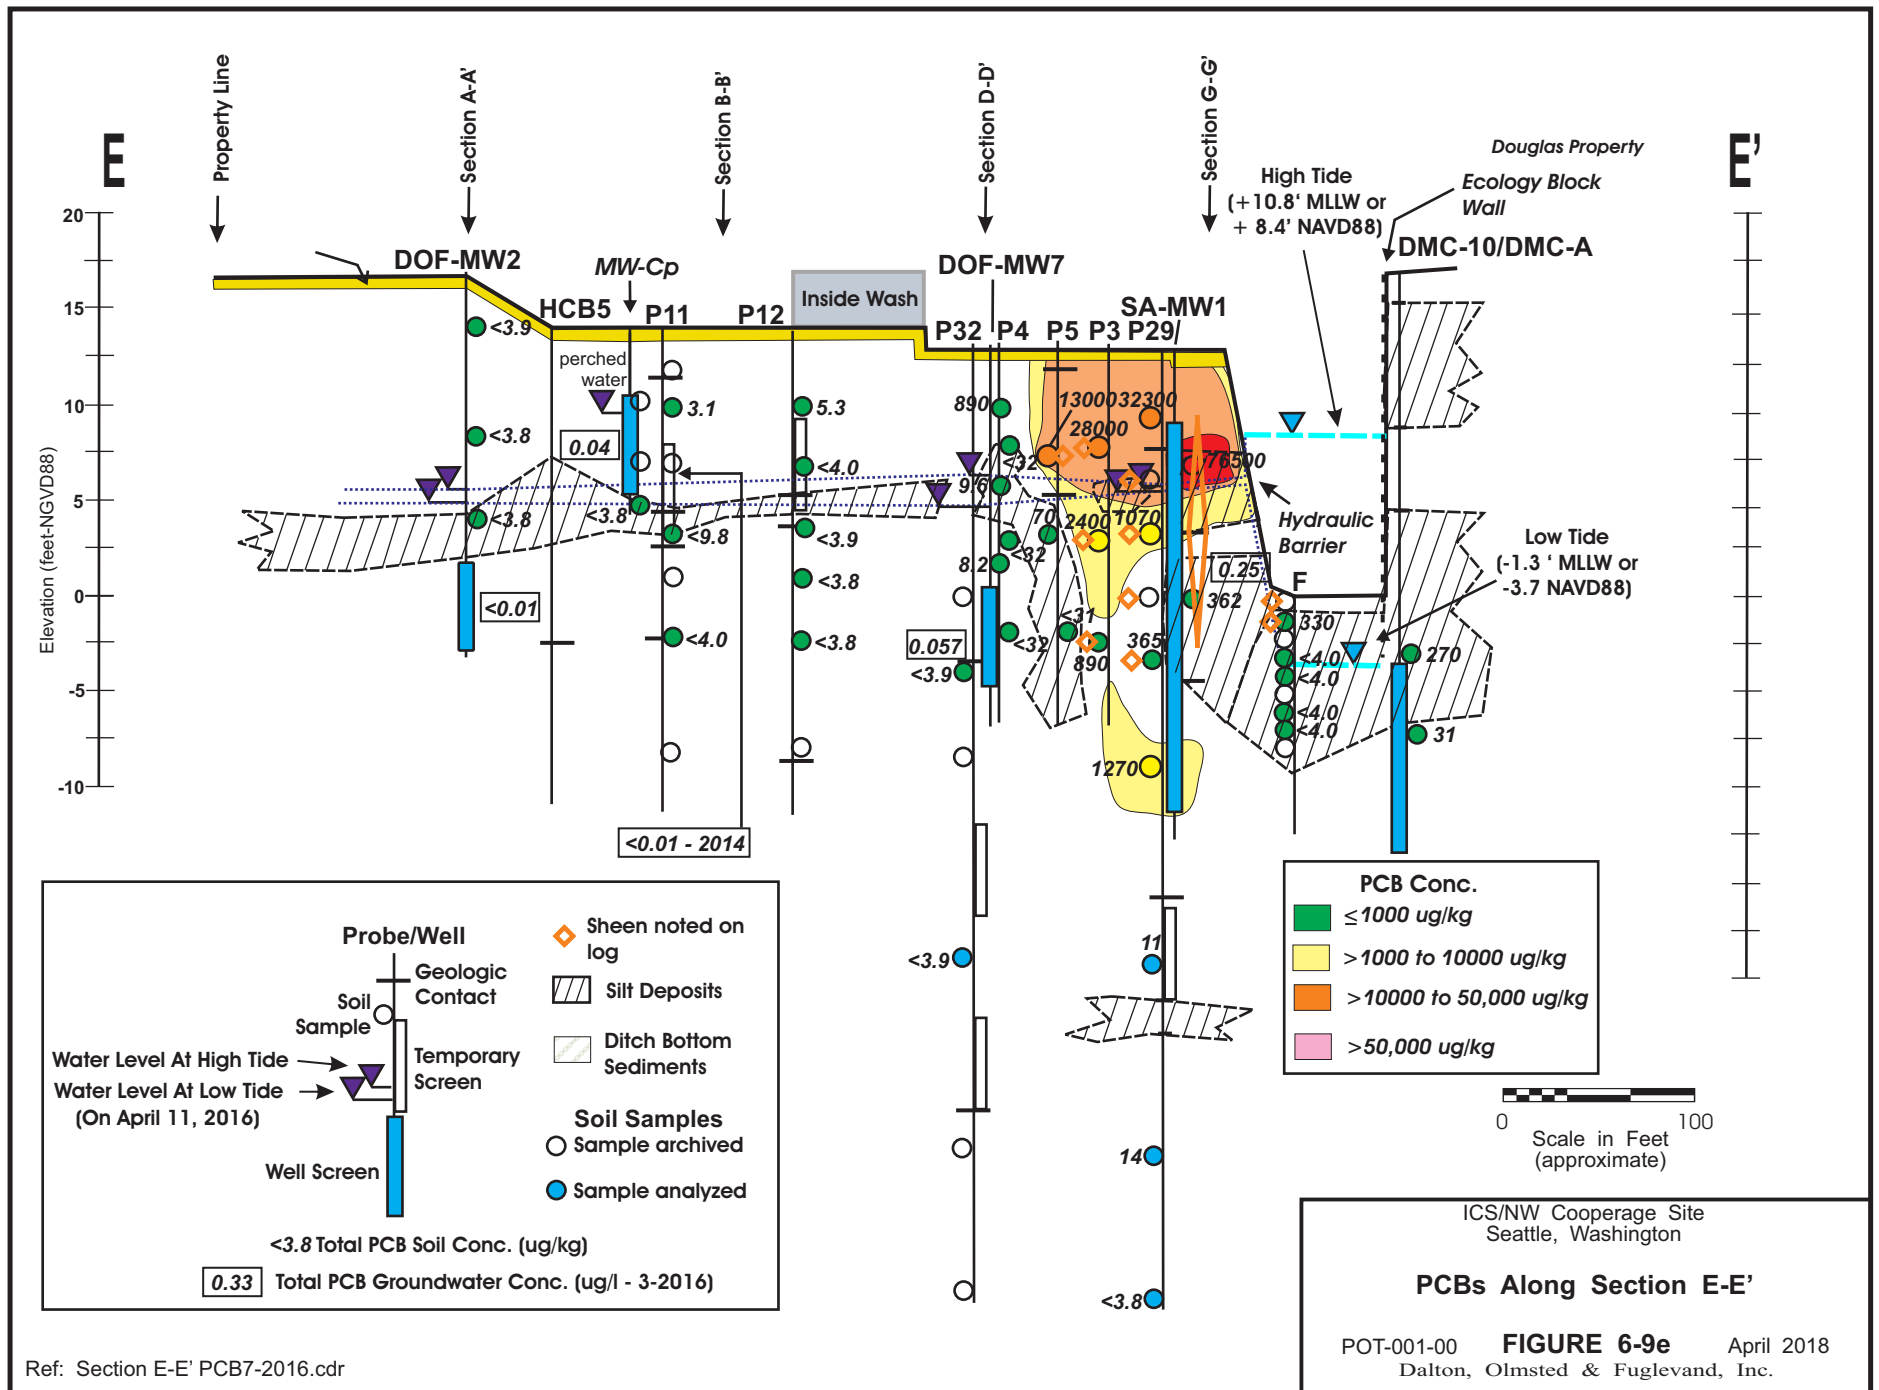 Property Line
Section A-A'
Section B-B'
Section D-D'
Section G-G'
E
E'
Douglas Property
Ecology Block
Wall
High Tide
(+10.8' MLLW or
+ 8.4' NAVD88)
DMC-10/DMC-A
DOF-MW2
MW-Cp
DOF-MW7
HCB5
P11
P12
Inside Wash
SA-MW1
P32
P4
P5
P3
P29
Elevation (feet-NGVD88)
20
15
10
5
0
-5
-10
perched
water
<3.9
<3.8
<3.8
<0.01
0.04
<3.8
3.1
<9.8
<4.0
<0.01 - 2014
5.3
<4.0
<3.9
<3.8
<3.8
890
<32
9.6
<32
8.2
<32
0.057
<3.9
<3.9
13000
32300
28000
76500
70
2400
1070
<31
890
365
362
1270
11
14
<3.8
0.25
Hydraulic
Barrier
F
330
<4.0
<4.0
<4.0
<4.0
270
31
Low Tide
(-1.3 ' MLLW or
-3.7 NAVD88)
PCB Conc.
≤1000 ug/kg
>1000 to 10000 ug/kg
>10000 to 50,000 ug/kg
>50,000 ug/kg
0
100
Scale in Feet
(approximate)
Probe/Well
Geologic
Contact
Soil
Sample
Temporary
Screen
Water Level At High Tide
Water Level At Low Tide
(On April 11, 2016)
Well Screen
Sheen noted on
log
Silt Deposits
Ditch Bottom
Sediments
Soil Samples
Sample archived
Sample analyzed
<3.8 Total PCB Soil Conc. (ug/kg)
0.33 Total PCB Groundwater Conc. (ug/l - 3-2016)
ICS/NW Cooperage Site
Seattle, Washington
PCBs Along Section E-E'
POT-001-00 FIGURE 6-9e April 2018
Dalton, Olmsted & Fuglevand, Inc.
Ref: Section E-E' PCB7-2016.cdr